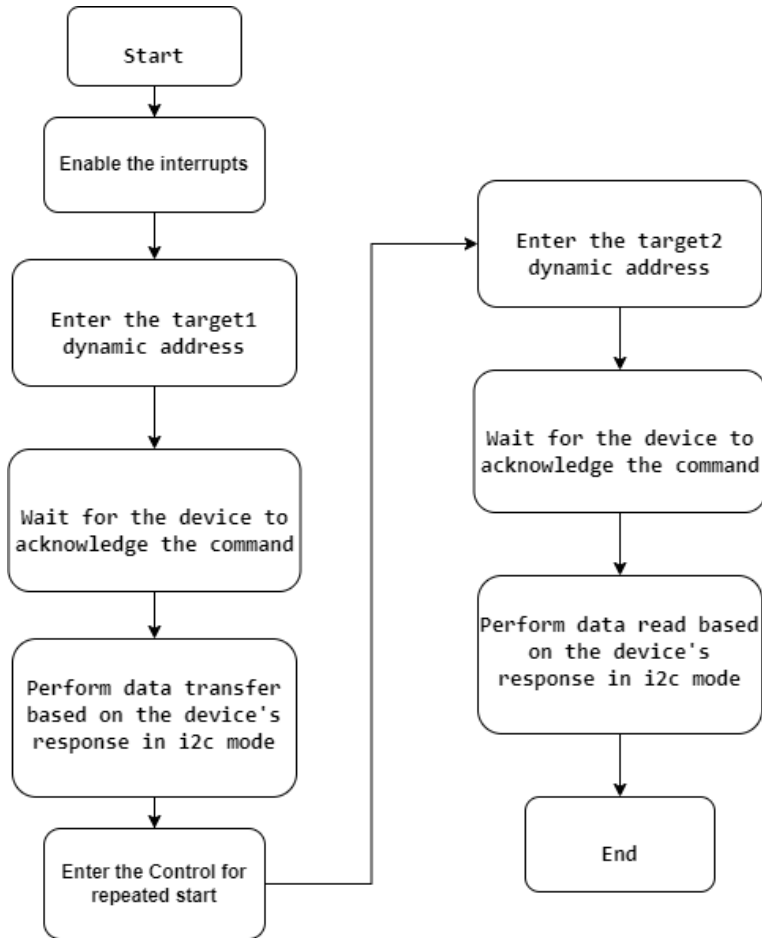 Start
Enable the interrupts
Enter the target1
dynamic address
Wait for the device to
acknowledge the command
Perform data transfer
based on the device's
response in i2c mode
Enter the Control for
repeated start
Enter the target2
dynamic address
Wait for the device to
acknowledge the command
Perform data read based
on the device's
response in i2c mode
End